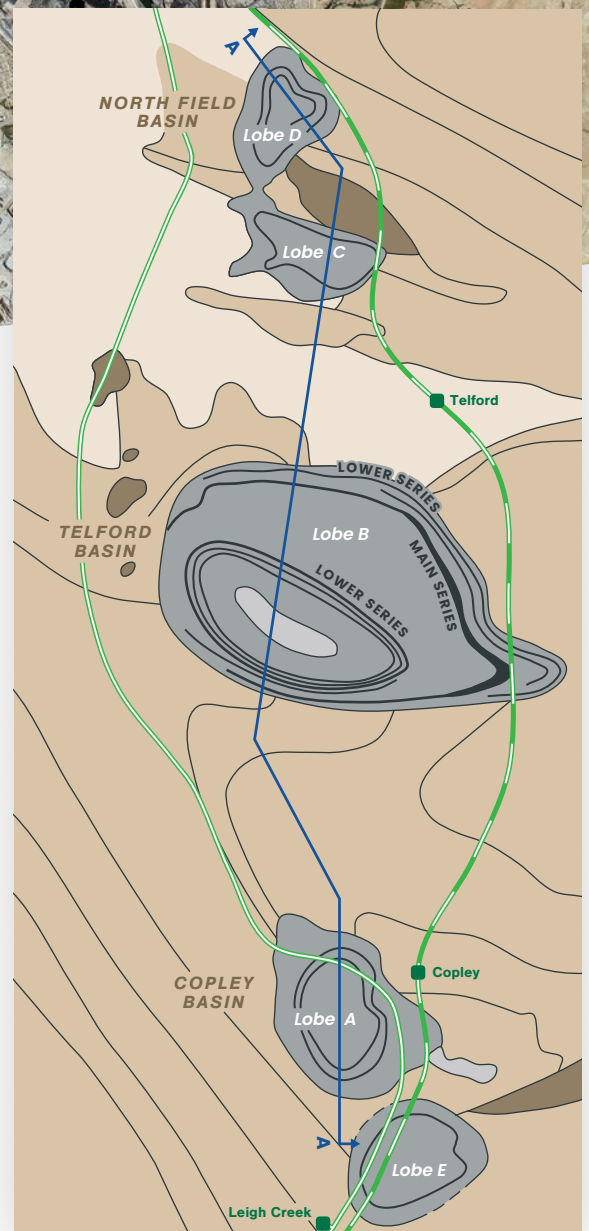 A
NORTH FIELD
BASIN
Lobe D
Lobe C
Telford
LOWER SERIES
Lobe B
TELFORD
BASIN
MAIN SERIES
LOWER SERIES
COPLEY
BASIN
Copley
Lobe A
A
Lobe E
Leigh Creek